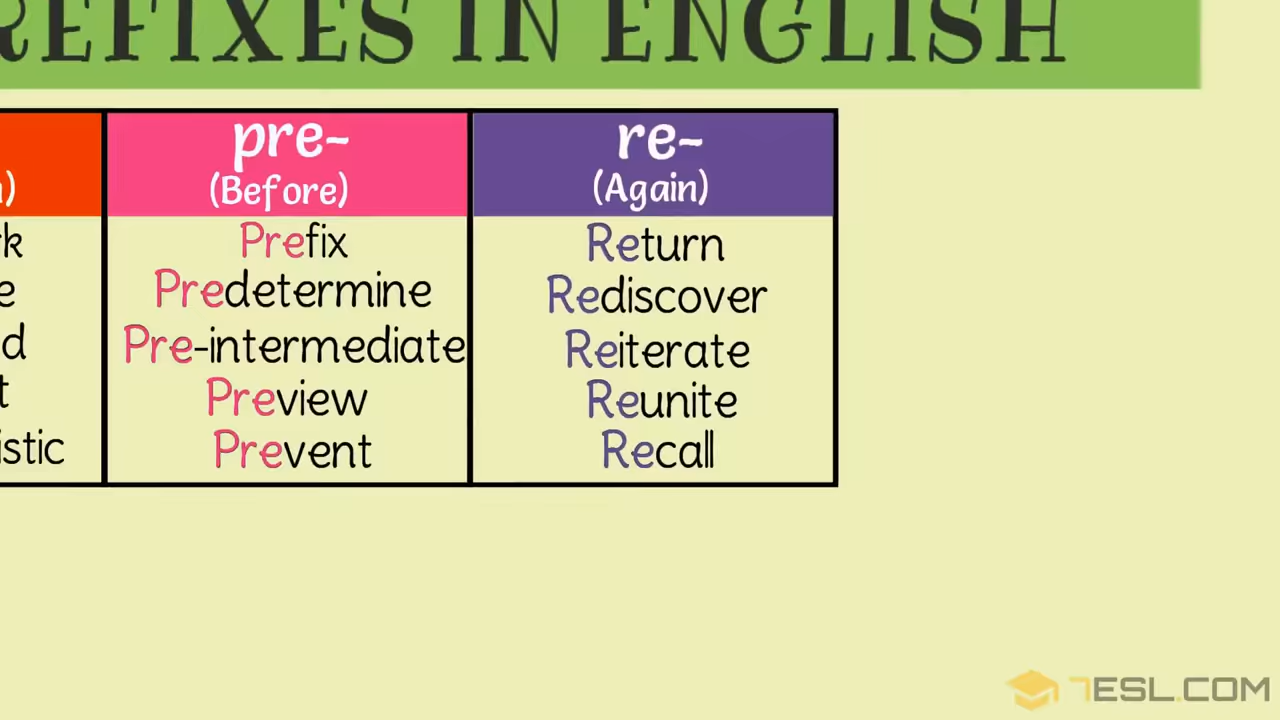 REFIXES IN ENGLISH
pre-
(Before)
Prefix
Predetermine
Pre-intermediate
Preview
Prevent
re-
(Again)
Return
Rediscover
Reiterate
Reunite
Recall
istic
7ESL.COM